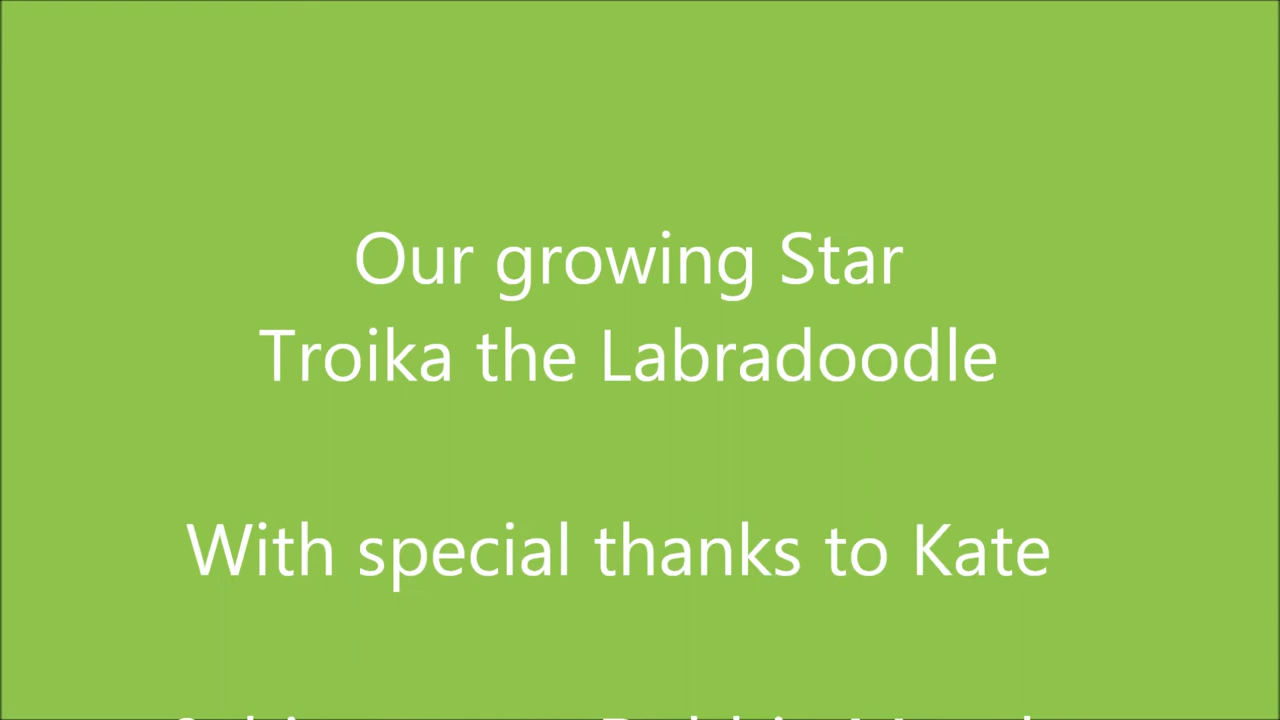 Our growing Star
Troika the Labradoodle
With special thanks to Kate